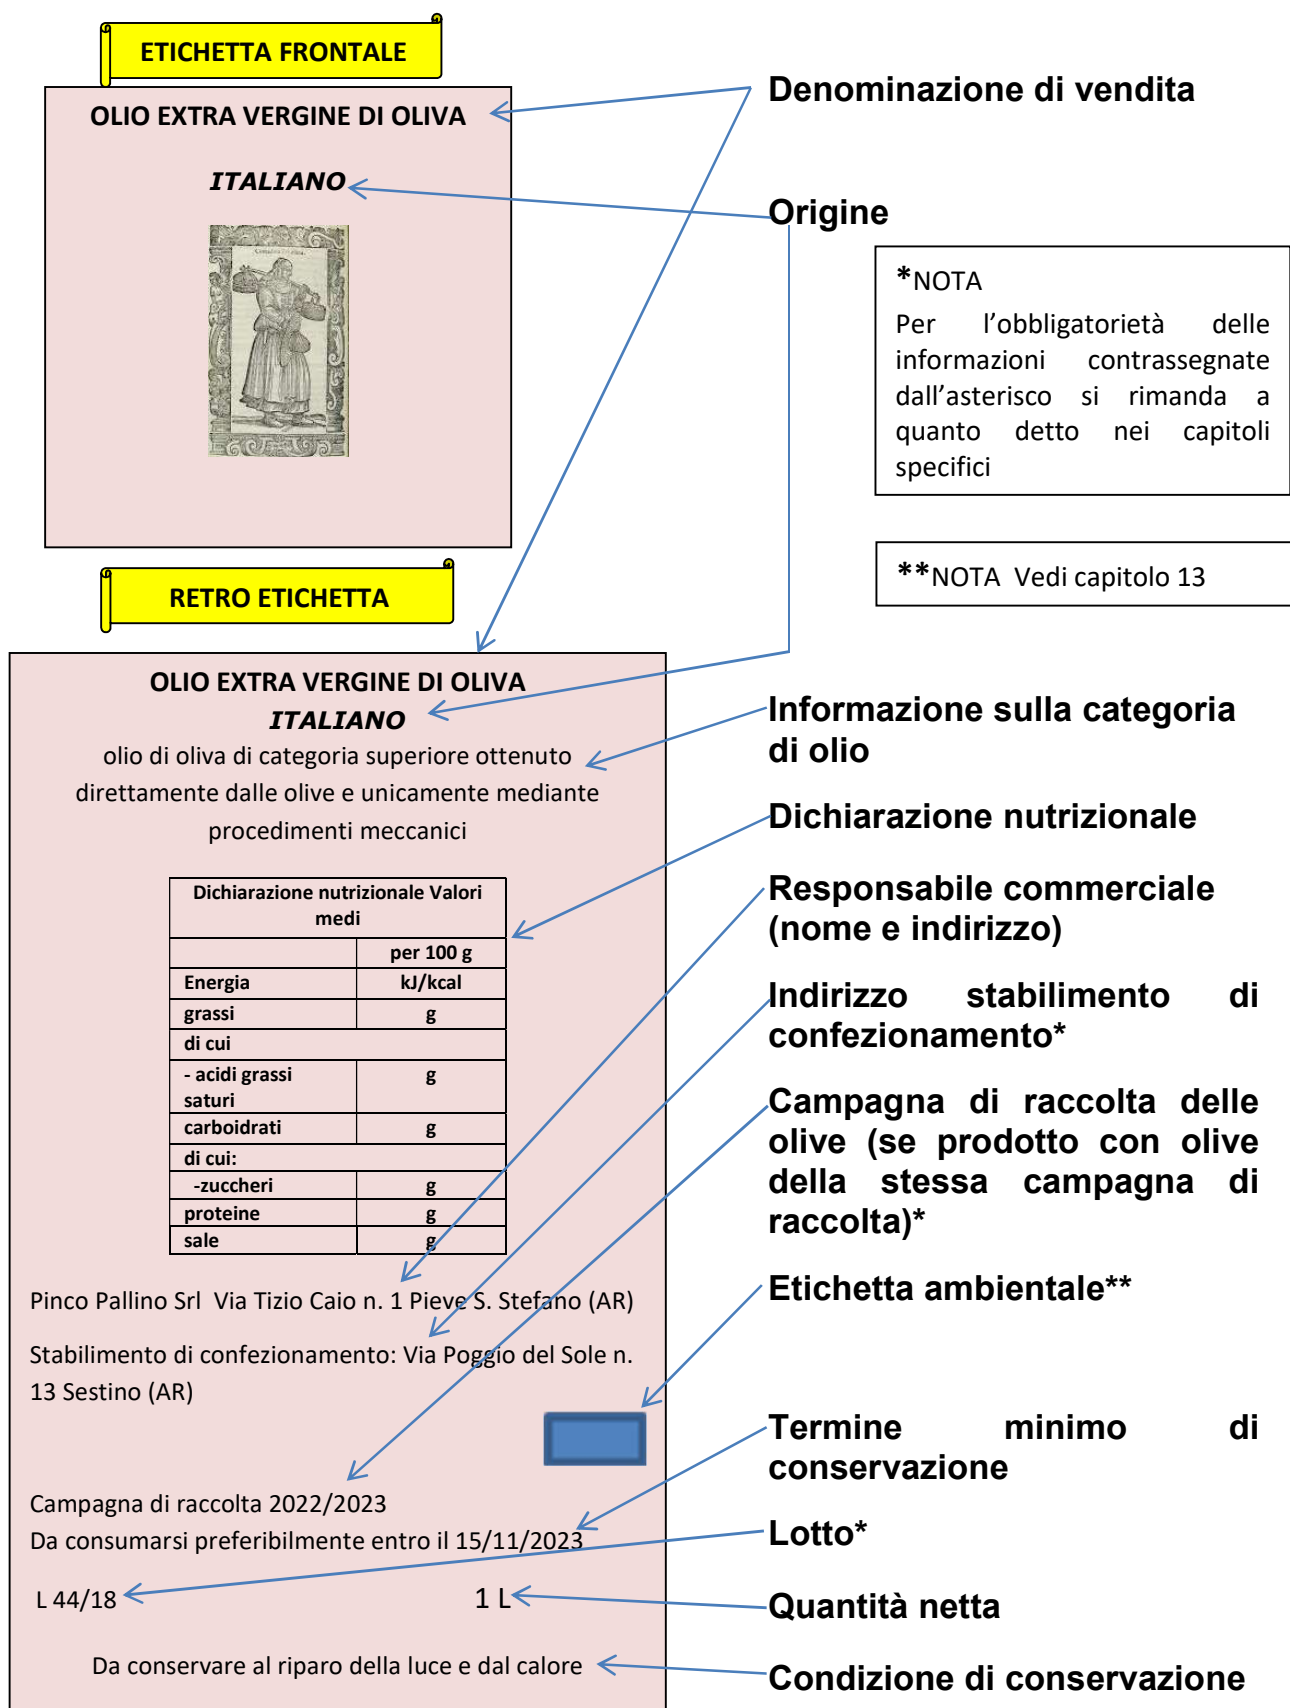 ETICHETTA FRONTALE
OLIO EXTRA VERGINE DI OLIVA
ITALIANO
Denominazione di vendita
Origine
*NOTA
Per l'obbligatorietà delle
informazioni contrassegnate
dall'asterisco si rimanda a
quanto detto nei capitoli
specifici
**NOTA Vedi capitolo 13
RETRO ETICHETTA
OLIO EXTRA VERGINE DI OLIVA
ITALIANO
olio di oliva di categoria superiore ottenuto
direttamente dalle olive e unicamente mediante
procedimenti meccanici
Dichiarazione nutrizionale Valori
medi
per 100 g
Energia kJ/kcal
grassi g
di cui
- acidi grassi g
saturi
carboidrati g
di cui:
-zuccheri g
proteine g
sale g
Pinco Pallino Srl Via Tizio Caio n. 1 Pieve S. Stefano (AR)
Stabilimento di confezionamento: Via Poggio del Sole n.
13 Sestino (AR)
Campagna di raccolta 2022/2023
Da consumarsi preferibilmente entro il 15/11/2023
L 44/18 1 L
Da conservare al riparo della luce e dal calore
Informazione sulla categoria
di olio
Dichiarazione nutrizionale
Responsabile commerciale
(nome e indirizzo)
Indirizzo stabilimento di
confezionamento*
Campagna di raccolta delle
olive (se prodotto con olive
della stessa campagna di
raccolta)*
Etichetta ambientale**
Termine minimo di
conservazione
Lotto*
Quantità netta
Condizione di conservazione